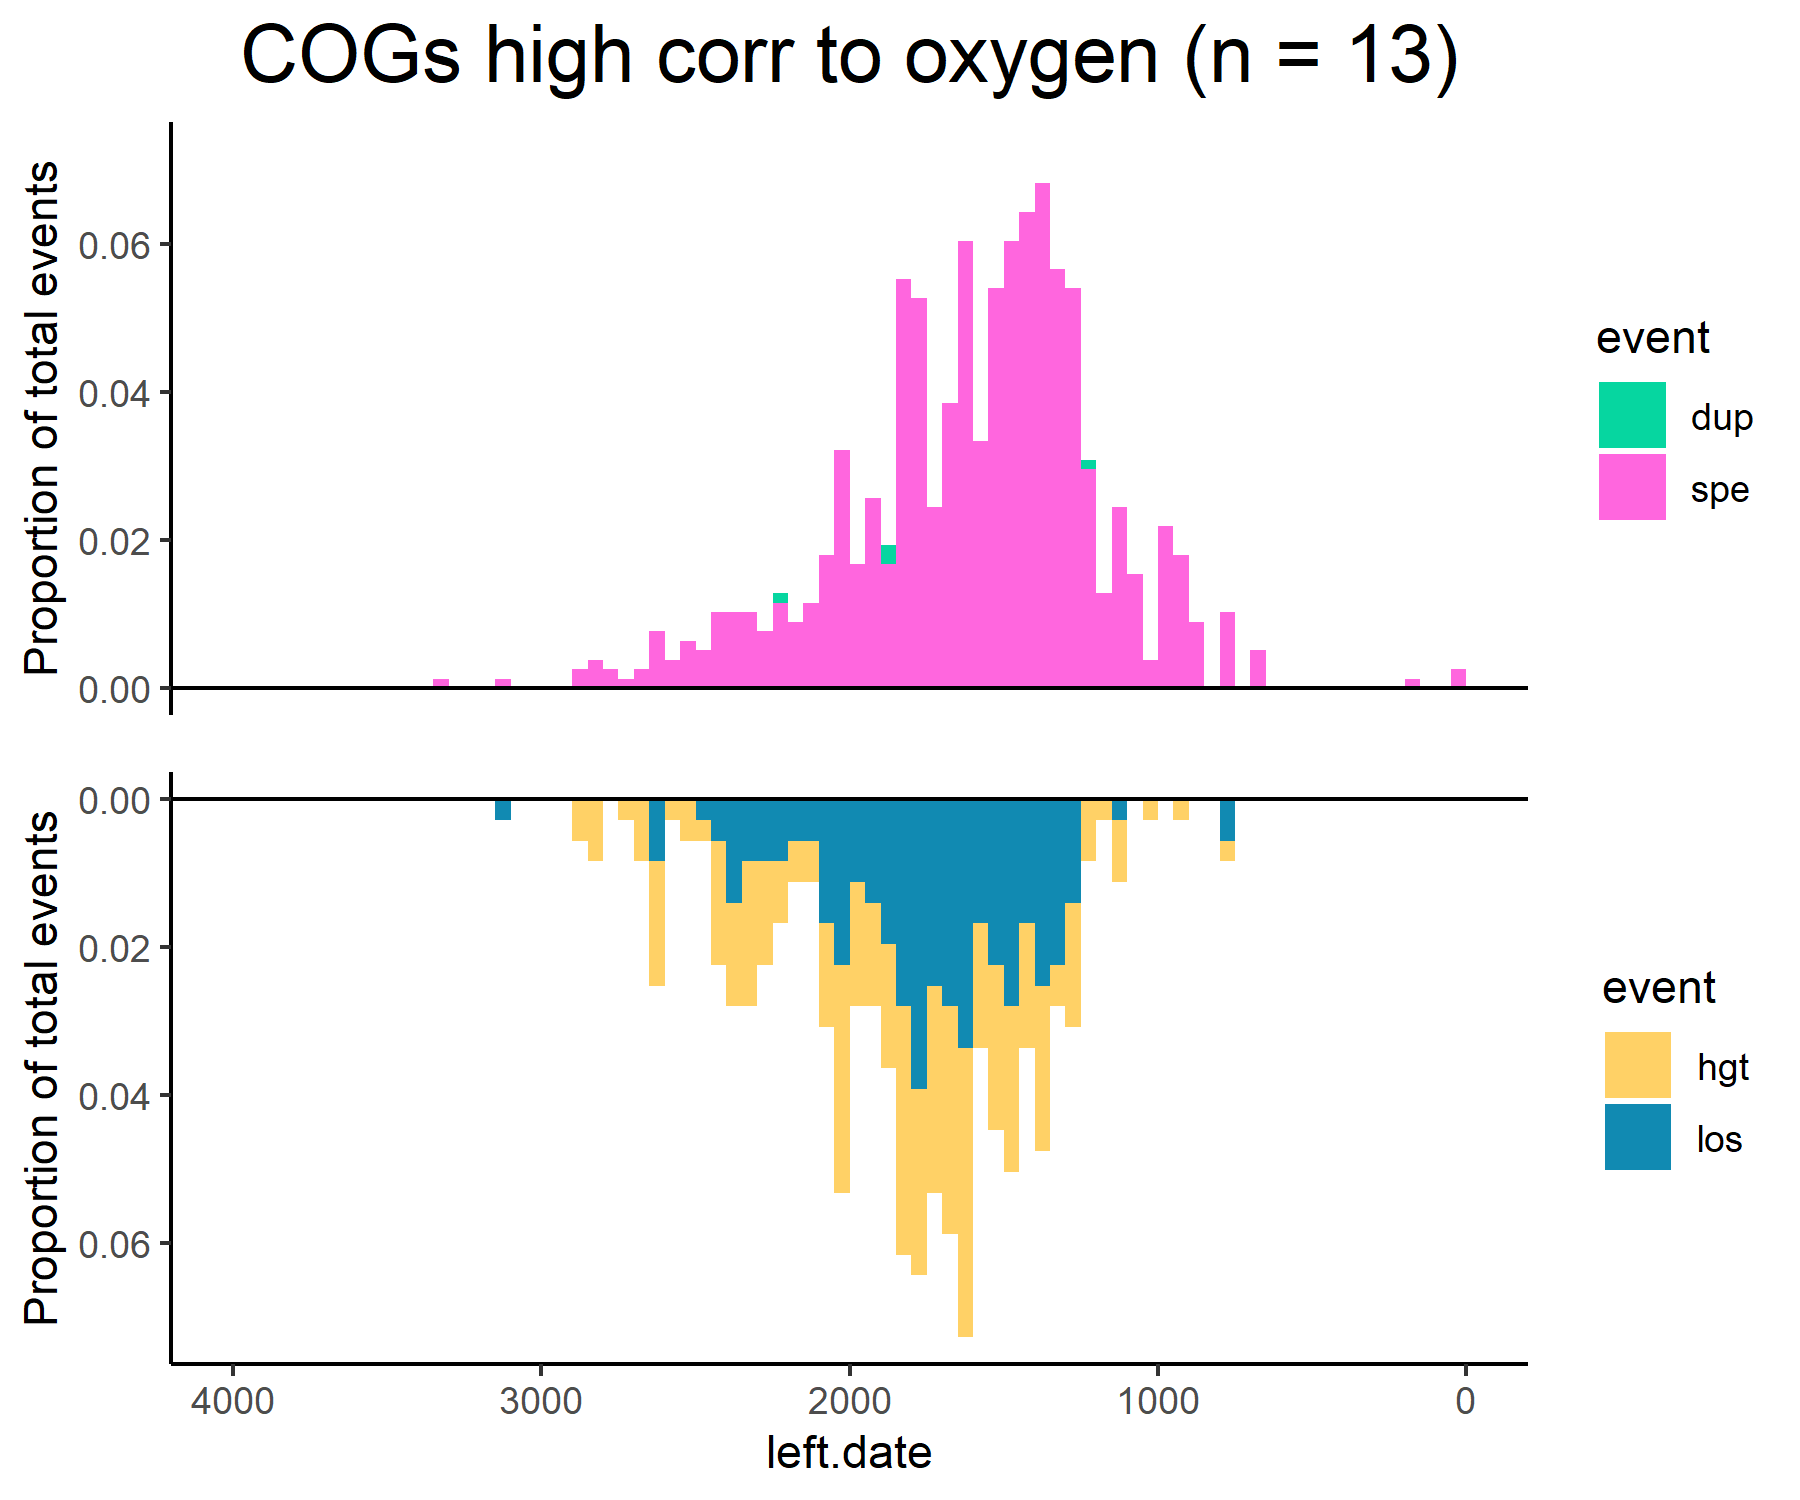 COGs high corr to oxygen (n = 13)
Proportion of total events
0.06
0.04
0.02
0.00
event
dup
spe
Proportion of total events
0.00
0.02
0.04
0.06
event
hgt
los
4000 3000 2000 1000 0
left.date